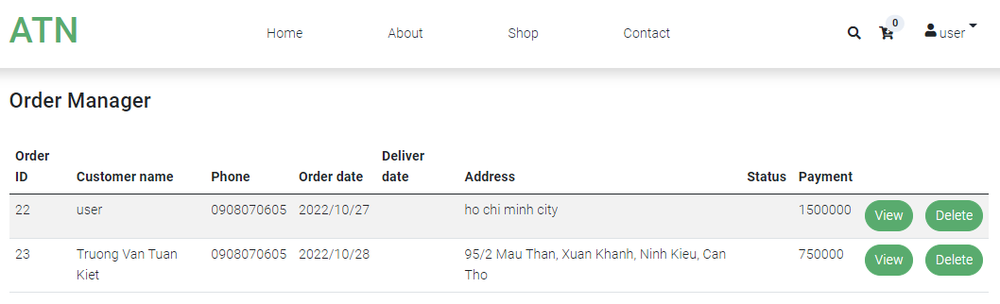 ATN
Home About Shop Contact 0 user
Order Manager
Order ID Customer name Phone Order date Deliver date Address Status Payment
22 user 0908070605 2022/10/27 ho chi minh city 1500000 View Delete
23 Truong Van Tuan Kiet 0908070605 2022/10/28 95/2 Mau Than, Xuan Khanh, Ninh Kieu, Can Tho 750000 View Delete